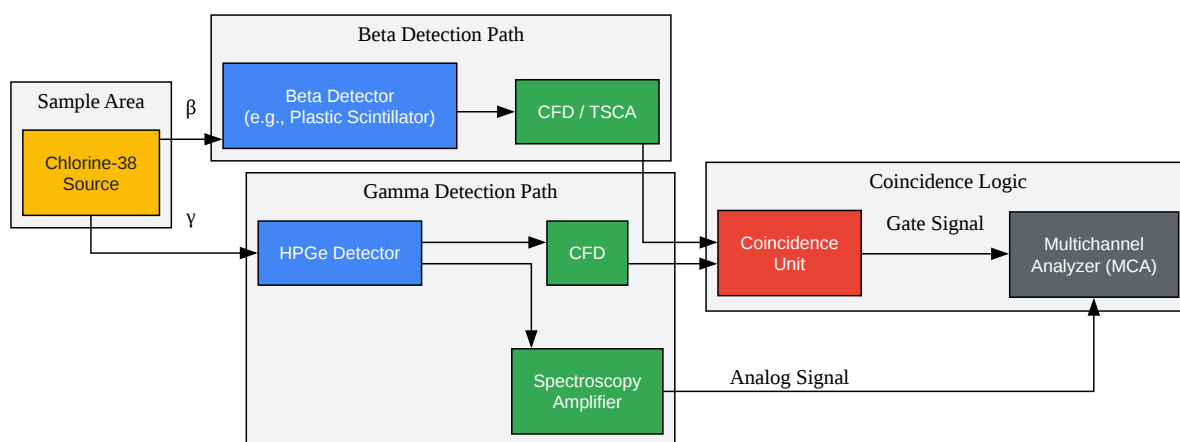 Beta Detection Path
Sample Area
β
Beta Detector
(e.g., Plastic Scintillator)
CFD / TSCA
Chlorine-38
Source
γ
Gamma Detection Path
HPGe Detector
CFD
Spectroscopy
Amplifier
Coincidence Logic
Coincidence
Unit
Gate Signal
Multichannel
Analyzer (MCA)
Analog Signal